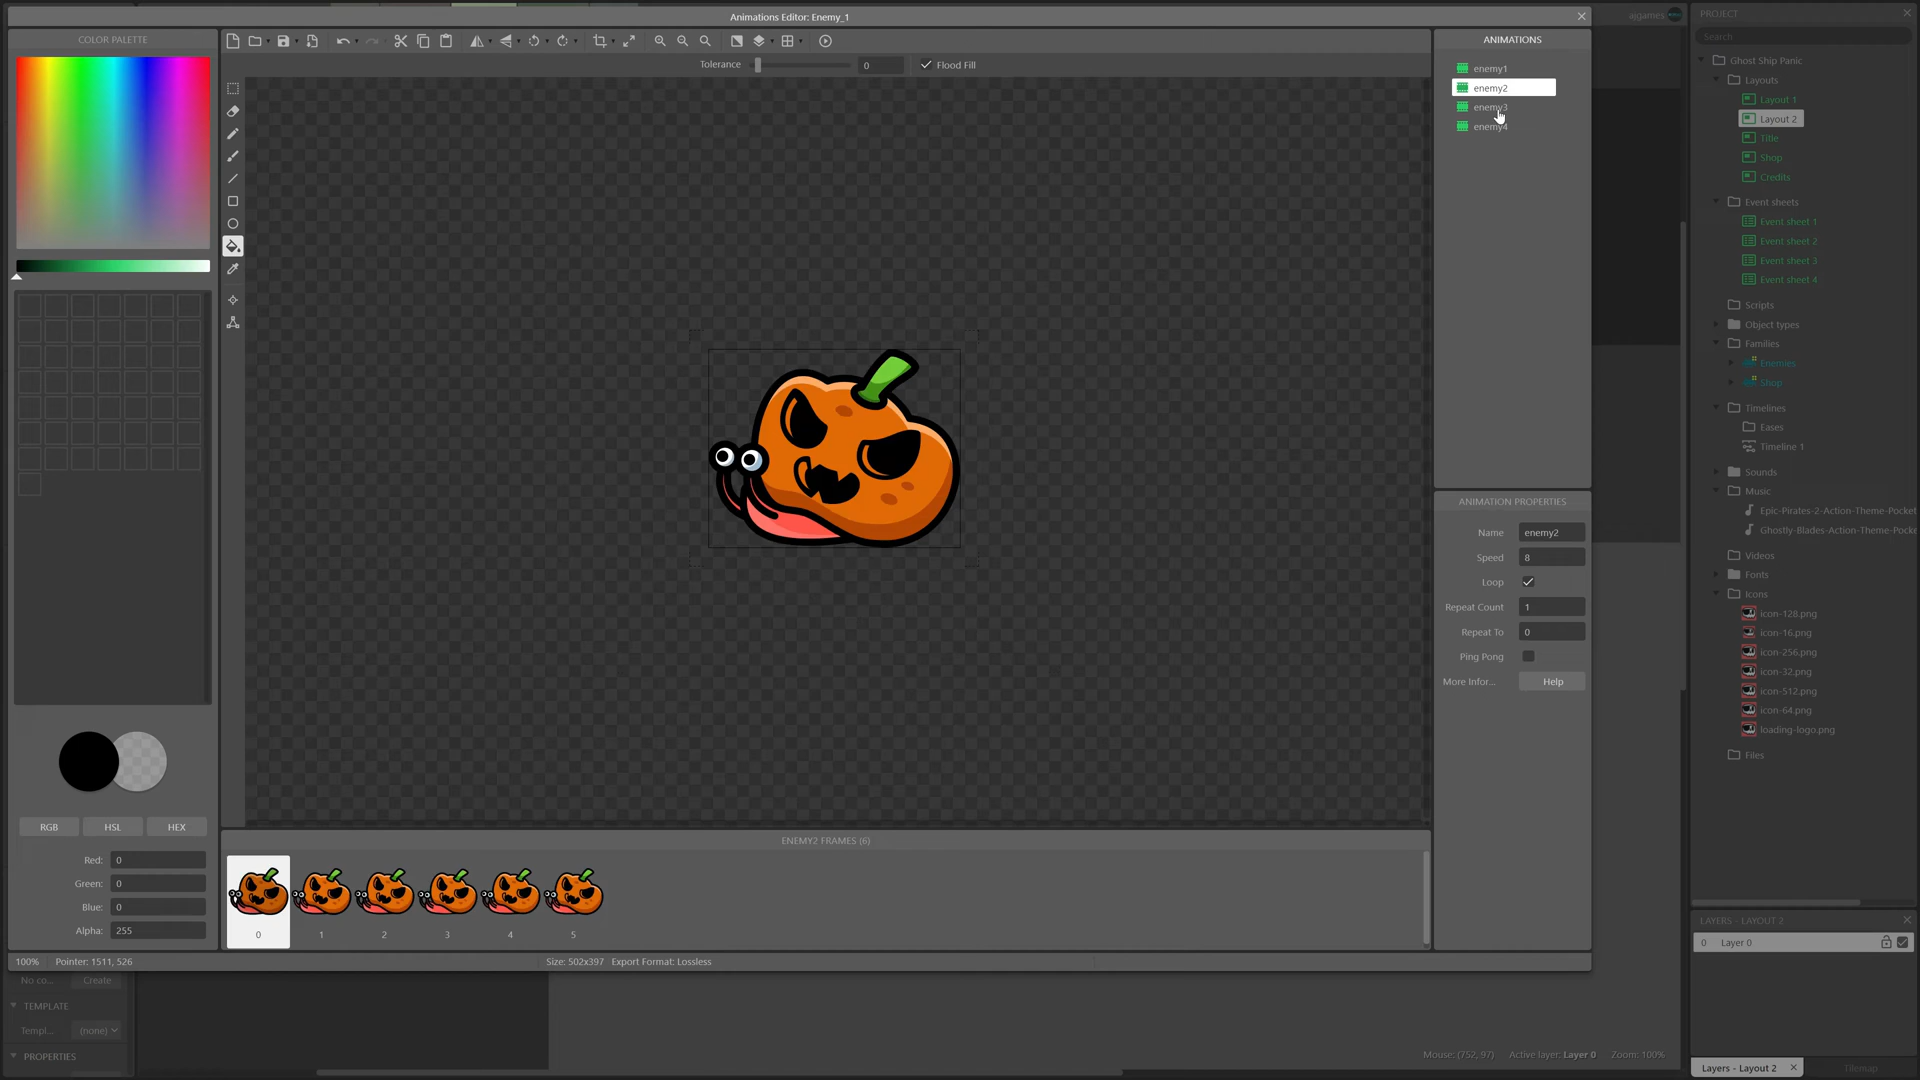 Animations Editor: Enemy_1
ajgames
PROJECT
COLOR PALETTE
ANIMATIONS
Search
Tolerance
0
Flood Fill
enemy1
enemy2
enemy3
enemy4
Ghost Ship Panic
Layouts
Layout 1
Layout 2
Title
Shop
Credits
Event sheets
Event sheet 1
Event sheet 2
Event sheet 3
Event sheet 4
Scripts
Object types
Families
Enemies
Shop
Timelines
Eases
Timeline 1
Sounds
Music
Epic-Pirates-2-Action-Theme-Pocket
Ghostly-Blades-Action-Theme-Pocke
Videos
Fonts
Icons
icon-128.png
icon-16.png
icon-256.png
icon-32.png
icon-512.png
icon-64.png
loading-logo.png
Files
ANIMATION PROPERTIES
Name
enemy2
Speed
8
Loop
Repeat Count
1
Repeat To
0
Ping Pong
More Infor...
Help
RGB
HSL
HEX
Red:
0
Green:
0
Blue:
0
Alpha:
255
ENEMY2 FRAMES (6)
0
1
2
3
4
5
100%
Pointer: 1511, 526
Size: 502x397
Export Format: Lossless
LAYERS - LAYOUT 2
0
Layer 0
No co...
Create
TEMPLATE
Templ...
(none)
PROPERTIES
Mouse: (752, 97)
Active layer: Layer 0
Zoom: 100%
Layers - Layout 2
Tilemap